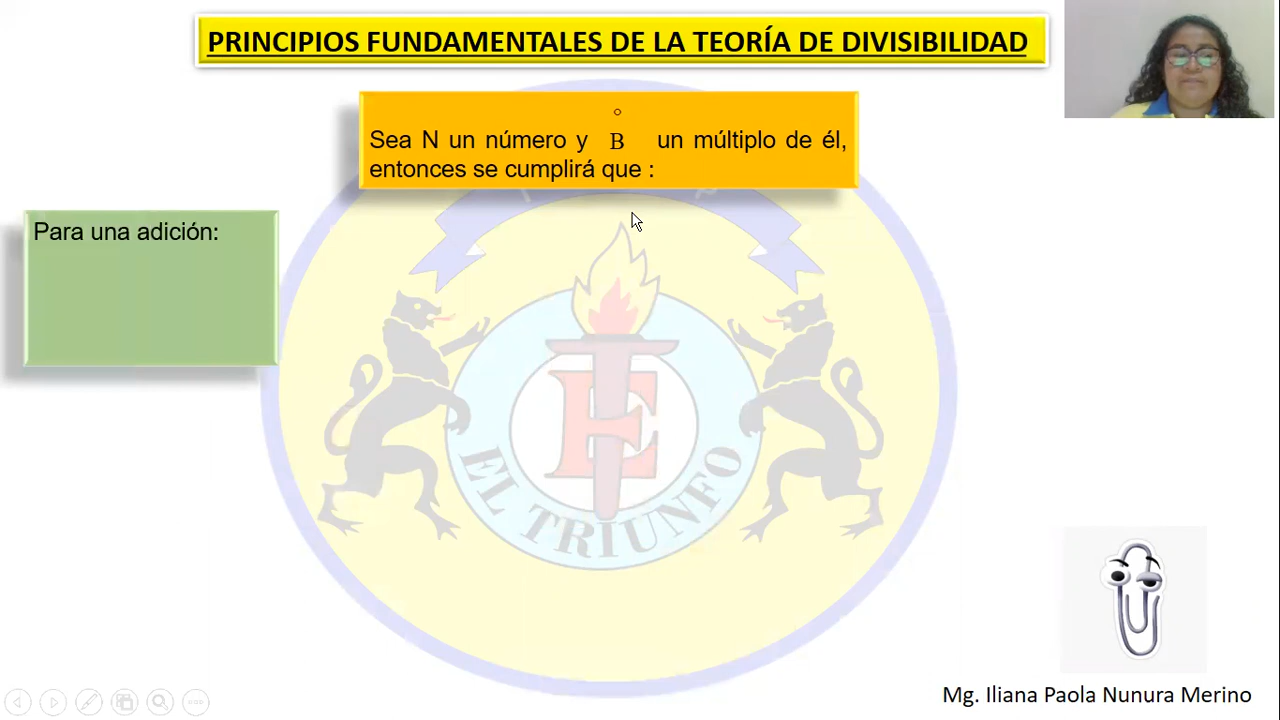 PRINCIPIOS FUNDAMENTALES DE LA TEORÍA DE DIVISIBILIDAD
Sea N un número y B̊ un múltiplo de él,
entonces se cumplirá que :
Para una adición:
EL TRIUNFO
Mg. Iliana Paola Nunura Merino